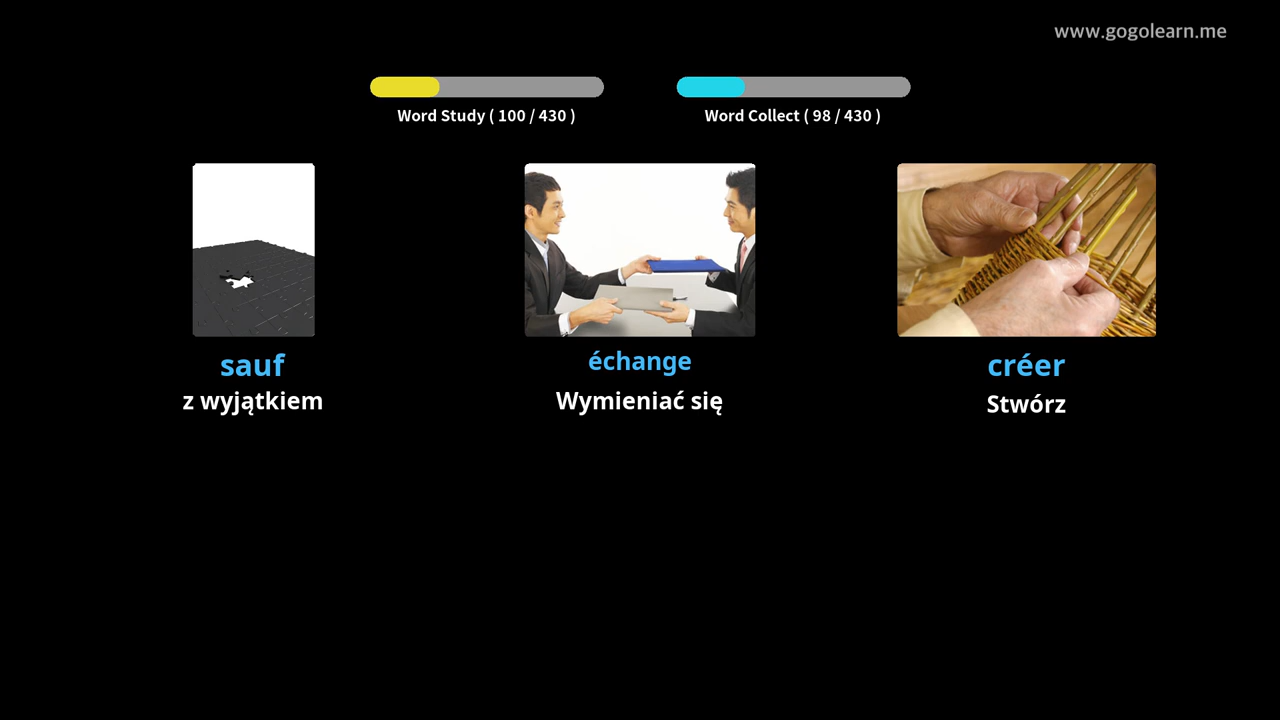 www.gogolearn.me
Word Study ( 100 / 430 )
Word Collect ( 98 / 430 )
sauf
z wyjątkiem
échange
Wymieniać się
créer
Stwórz